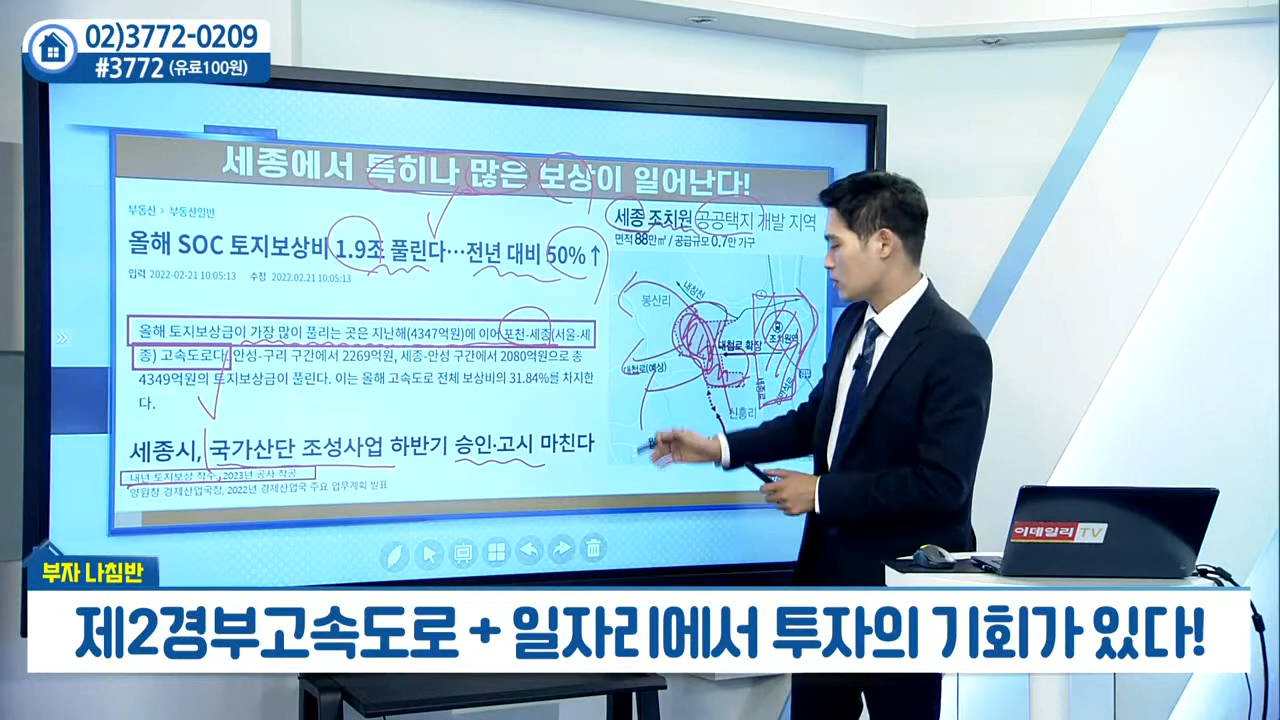 02)3772-0209
#3772 (유료100원)
세종에서 특히나 많은 보상이 일어난다!
부동산 > 부동산일반
올해 SOC 토지보상비 1.9조 풀린다…전년 대비 50%↑
입력 2022-02-21 10:05:13 수정 2022.02.21 10:05:13
올해 토지보상금이 가장 많이 풀리는 곳은 지난해(4347억원)에 이어 포천-세종(서울-세
종) 고속도로다. 안성-구리 구간에서 2269억원, 세종-안성 구간에서 2080억원으로 총
4349억원의 토지보상금이 풀린다. 이는 올해 고속도로 전체 보상비의 31.84%를 차지한
다.
세종시, 국가산단 조성사업 하반기 승인·고시 마친다
내년 토지보상 착수, 2023년 공사 착공
양원창 경제산업국장, 2022년 경제산업국 주요 업무계획 발표
세종 조치원 공공택지 개발 지역
면적 88만㎡ / 공급규모 0.7만 가구
봉산리
내창천
조치원역
대첩로 확장
대첩로(예상)
세종로
신흥리
이데일리TV
부자 나침반
제2경부고속도로 + 일자리에서 투자의 기회가 있다!